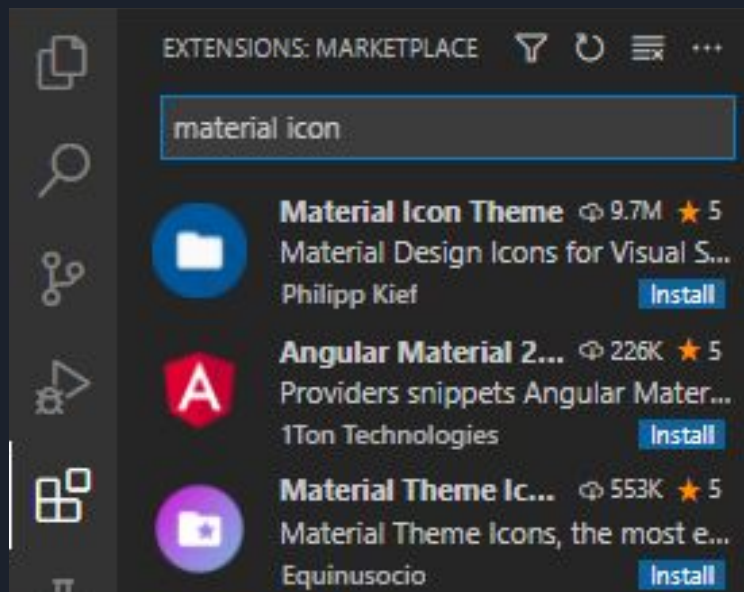 EXTENSIONS: MARKETPLACE
material icon
Material Icon Theme 9.7M 5
Material Design Icons for Visual S...
Philipp Kief Install
Angular Material 2... 226K 5
Providers snippets Angular Mater...
1Ton Technologies Install
Material Theme Ic... 553K 5
Material Theme Icons, the most e...
Equinusocio Install